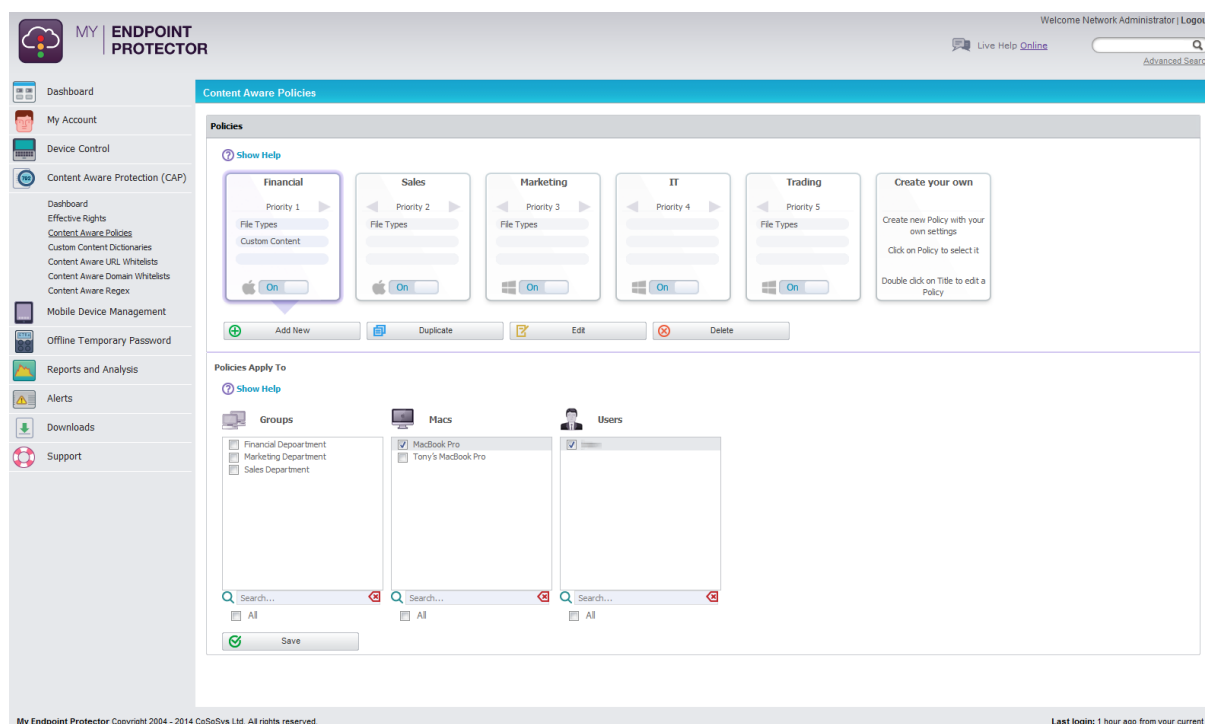 Welcome Network Administrator | Logou
MY ENDPOINT PROTECTOR
Live Help Online
Advanced Searc
Dashboard
My Account
Device Control
Content Aware Protection (CAP)
Dashboard
Effective Rights
Content Aware Policies
Custom Content Dictionaries
Content Aware URL Whitelists
Content Aware Domain Whitelists
Content Aware Regex
Mobile Device Management
Offline Temporary Password
Reports and Analysis
Alerts
Downloads
Support
Content Aware Policies
Policies
Show Help
Financial
Priority 1
File Types
Custom Content
On
Sales
Priority 2
File Types
On
Marketing
Priority 3
File Types
On
IT
Priority 4
On
Trading
Priority 5
File Types
On
Create your own
Create new Policy with your
own settings
Click on Policy to select it
Double click on Title to edit a
Policy
Add New
Duplicate
Edit
Delete
Policies Apply To
Show Help
Groups
Financial Depoartment
Marketing Department
Sales Department
Search...
All
Macs
MacBook Pro
Tony's MacBook Pro
Search...
All
Users
Search...
All
Save
My Endpoint Protector Copyright 2004 - 2014 CoSoSys Ltd. All rights reserved.
Last login: 1 hour ago from your current